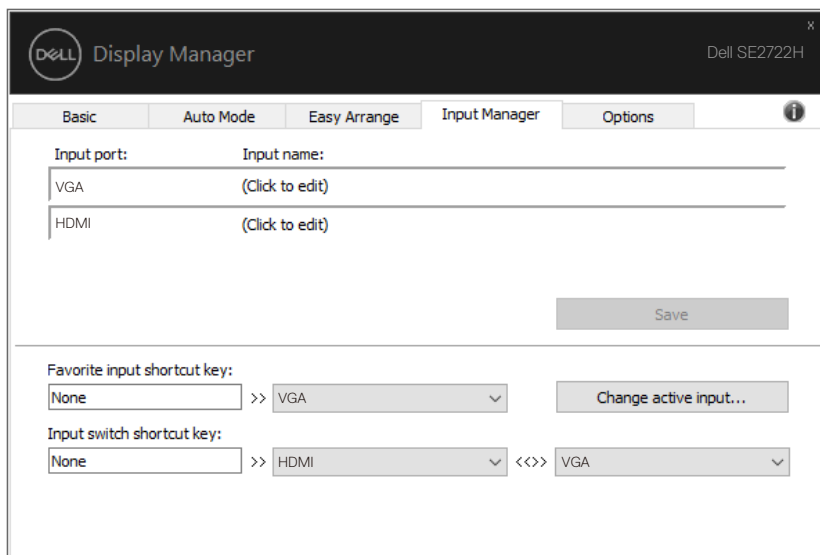 x
DELL Display Manager Dell SE2722H
Basic Auto Mode Easy Arrange Input Manager Options i
Input port: Input name:
VGA (Click to edit)
HDMI (Click to edit)
Save
Favorite input shortcut key:
None >> VGA Change active input...
Input switch shortcut key:
None >> HDMI <<>> VGA